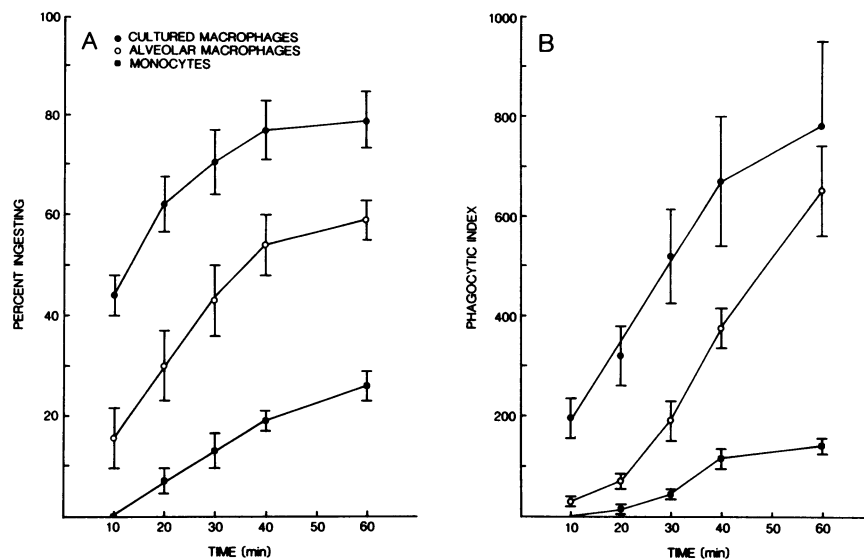 A
● CULTURED MACROPHAGES
○ ALVEOLAR MACROPHAGES
■ MONOCYTES
100
80
60
40
20
PERCENT INGESTING
10 20 30 40 50 60
TIME (min)
B
1000
800
600
400
200
PHAGOCYTIC INDEX
10 20 30 40 50 60
TIME (min)